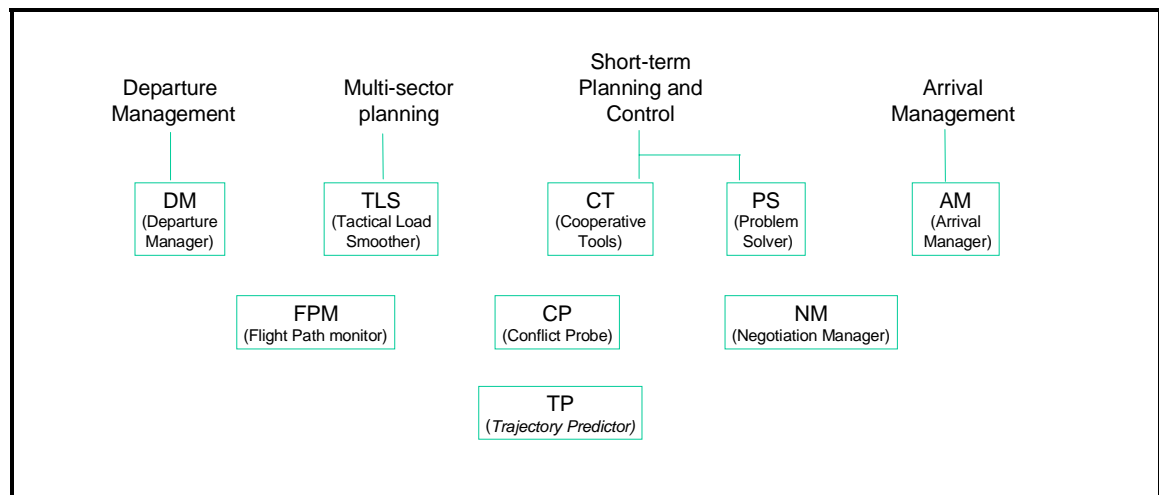 Departure
Management
Multi-sector
planning
Short-term
Planning and
Control
Arrival
Management
DM
(Departure
Manager)
TLS
(Tactical Load
Smoother)
CT
(Cooperative
Tools)
PS
(Problem
Solver)
AM
(Arrival
Manager)
FPM
(Flight Path monitor)
CP
(Conflict Probe)
NM
(Negotiation Manager)
TP
(Trajectory Predictor)